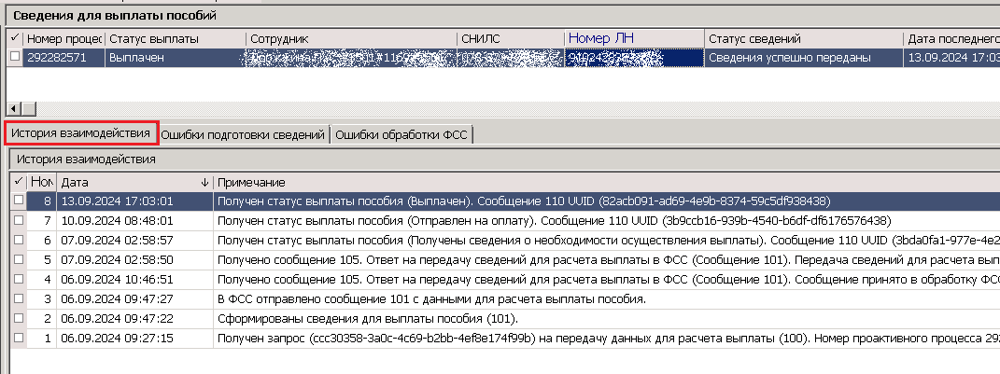 Сведения для выплаты пособий
Номер процес Статус выплаты Сотрудник СНИЛС Номер ЛН Статус сведений Дата последнего
292282571 Выплачен Сведения успешно переданы 13.09.2024 17:03
История взаимодействия Ошибки подготовки сведений Ошибки обработки ФСС
История взаимодействия
Ном Дата Примечание
8 13.09.2024 17:03:01 Получен статус выплаты пособия (Выплачен). Сообщение 110 UUID (82acb091-ad69-4e9b-8374-59c5df938438)
7 10.09.2024 08:48:01 Получен статус выплаты пособия (Отправлен на оплату). Сообщение 110 UUID (3b9ccb16-939b-4540-b6df-df6176576438)
6 07.09.2024 02:58:57 Получен статус выплаты пособия (Получены сведения о необходимости осуществления выплаты). Сообщение 110 UUID (3bda0fa1-977e-4e2
5 07.09.2024 02:58:50 Получено сообщение 105. Ответ на передачу сведений для расчета выплаты в ФСС (Сообщение 101). Передача сведений для расчета вып
4 06.09.2024 10:46:51 Получено сообщение 105. Ответ на передачу сведений для расчета выплаты в ФСС (Сообщение 101). Сообщение принято в обработку ФСС
3 06.09.2024 09:47:27 В ФСС отправлено сообщение 101 с данными для расчета выплаты пособия.
2 06.09.2024 09:47:22 Сформированы сведения для выплаты пособия (101).
1 06.09.2024 09:27:15 Получен запрос (ccc30358-3a0c-4c69-b2bb-4ef8e174f99b) на передачу данных для расчета выплаты (100). Номер проактивного процесса 29